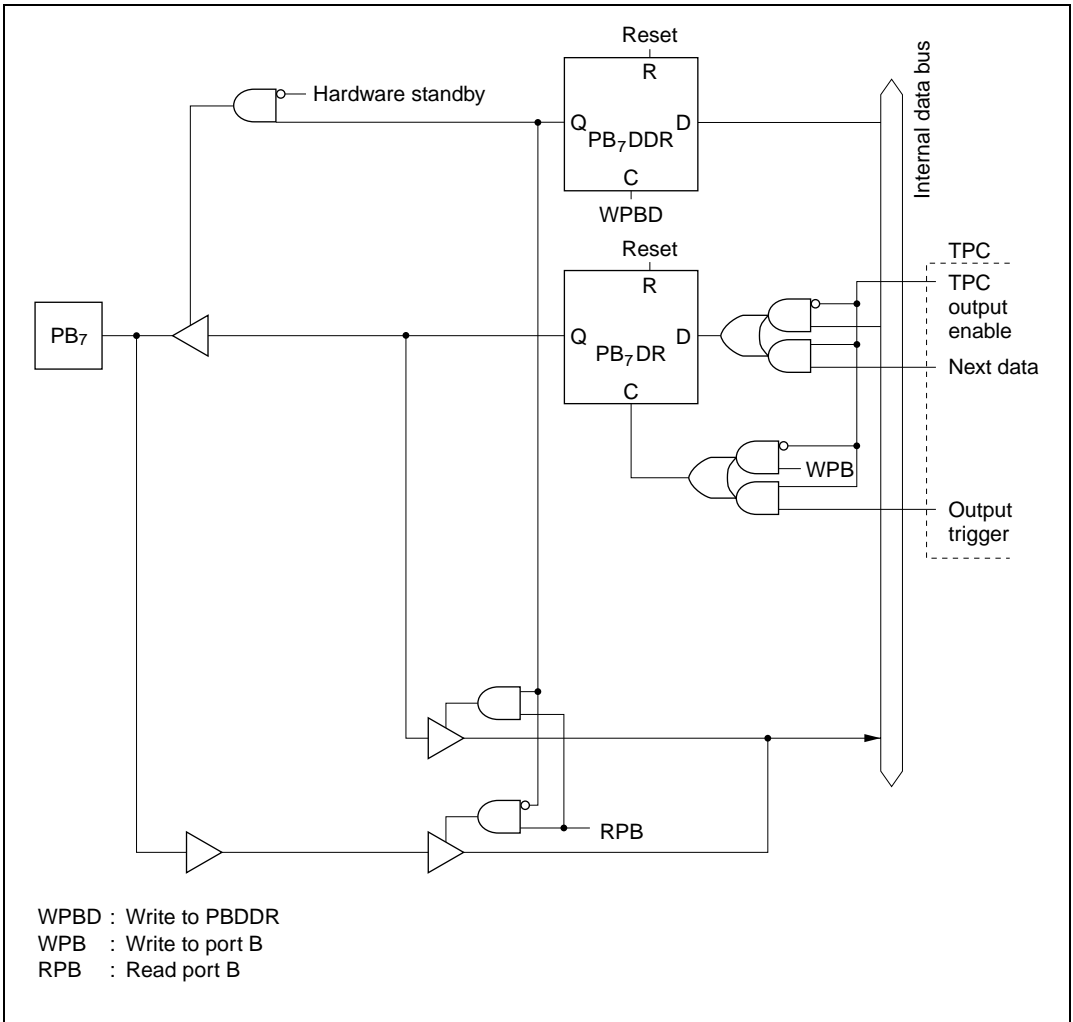 Reset
R
Hardware standby
Q
PB7DDR
D
C
WPBD
Internal data bus
Reset
R
TPC
TPC
output
enable
PB7
Q
PB7DR
D
C
Next data
WPB
Output
trigger
RPB
WPBD : Write to PBDDR
WPB : Write to port B
RPB : Read port B